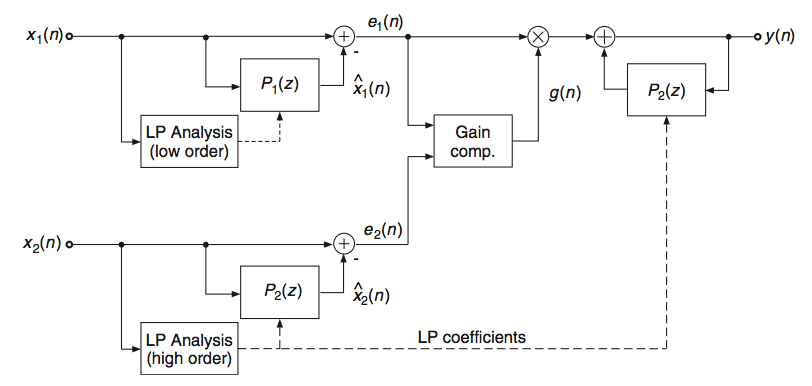 x₁(n)
e₁(n)
y(n)
P₁(z)
x̂₁(n)
g(n)
P₂(z)
LP Analysis
(low order)
Gain
comp.
x₂(n)
e₂(n)
P₂(z)
x̂₂(n)
LP Analysis
(high order)
LP coefficients